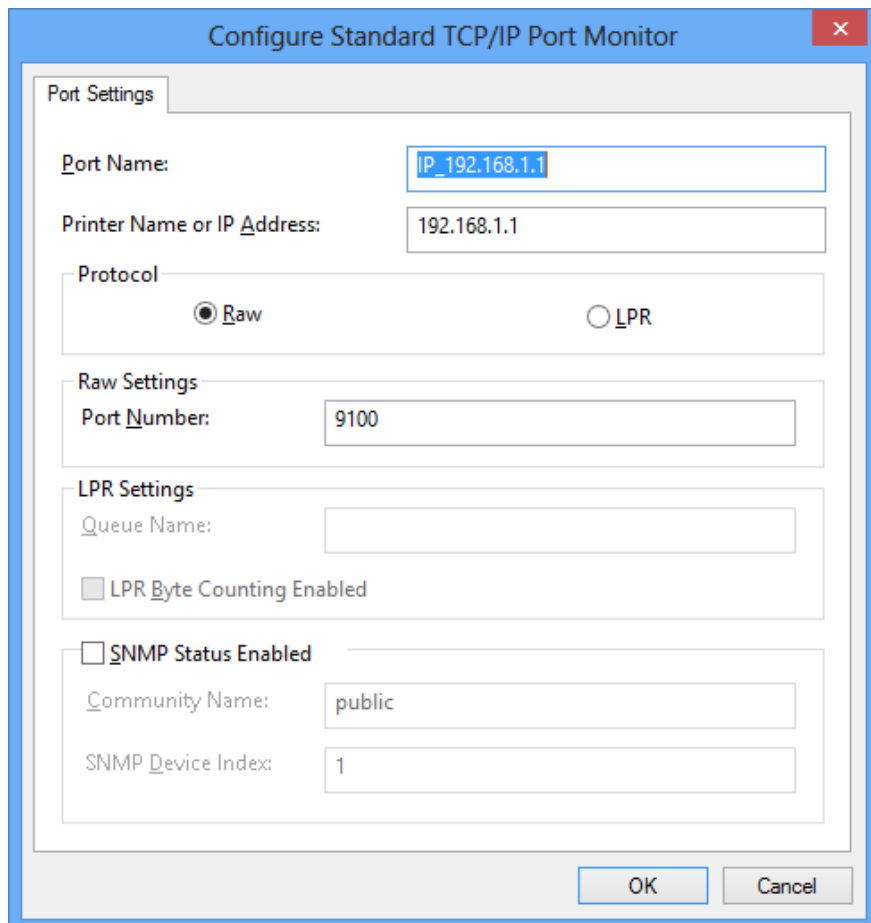 Configure Standard TCP/IP Port Monitor
Port Settings
Port Name: IP_192.168.1.1
Printer Name or IP Address: 192.168.1.1
Protocol
Raw LPR
Raw Settings
Port Number: 9100
LPR Settings
Queue Name:
LPR Byte Counting Enabled
SNMP Status Enabled
Community Name: public
SNMP Device Index: 1
OK Cancel